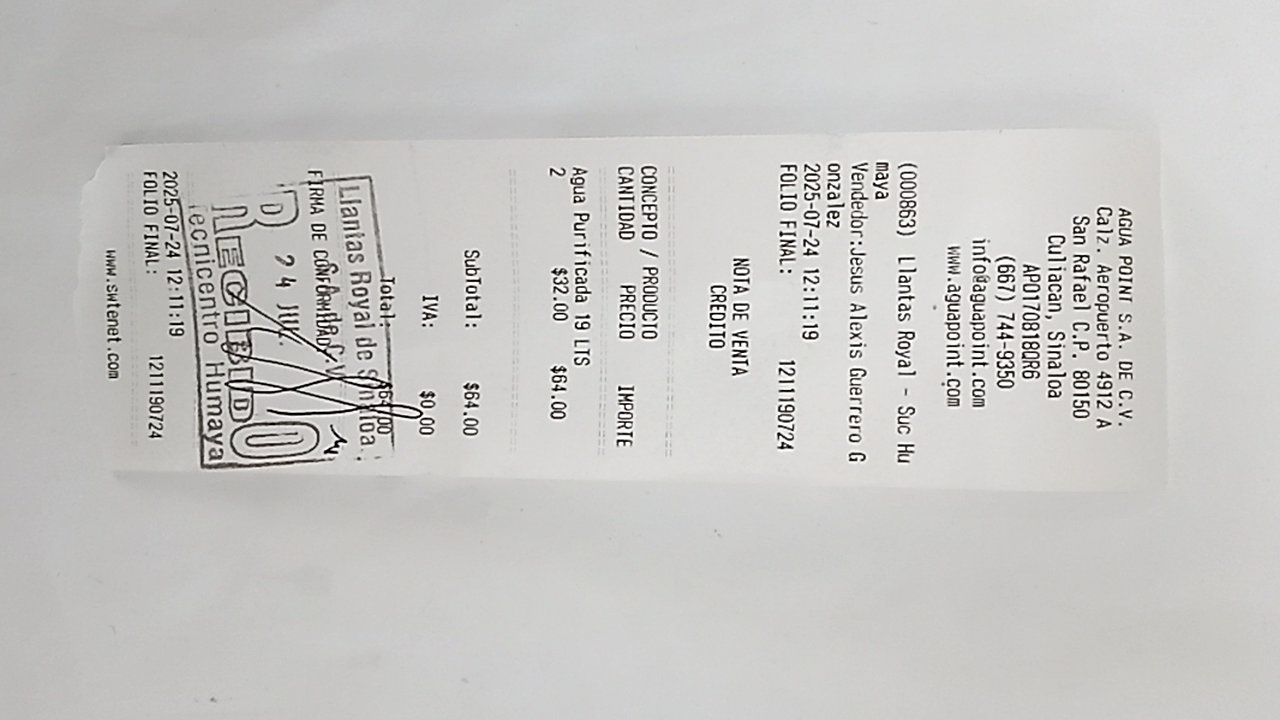 AGUA POINT S.A. DE C.V.
Calz. Aeropuerto 4912 A
San Rafael C.P. 80150
Culiacan, Sinaloa
APO170818QR6
(667) 744-9350
info@aguapoint.com
www.aguapoint.com
(000863) Llantas Royal - Suc Hu
maya
Vendedor:Jesus Alexis Guerrero G
onzalez
2025-07-24 12:11:19
FOLIO FINAL: 1211190724
NOTA DE VENTA
CREDITO
CONCEPTO / PRODUCTO
CANTIDAD PRECIO IMPORTE
Agua Purificada 19 LTS
2 $32.00 $64.00
SubTotal: $64.00
IVA: $0.00
Total: $64.00
Llantas Royal de Sinaloa
FIRMA DE CONFORMIDAD
24 JUL
RECIBIDO
Tecnicentro Humaya
2025-07-24 12:11:19
FOLIO FINAL: 1211190724
www.swtenet.com